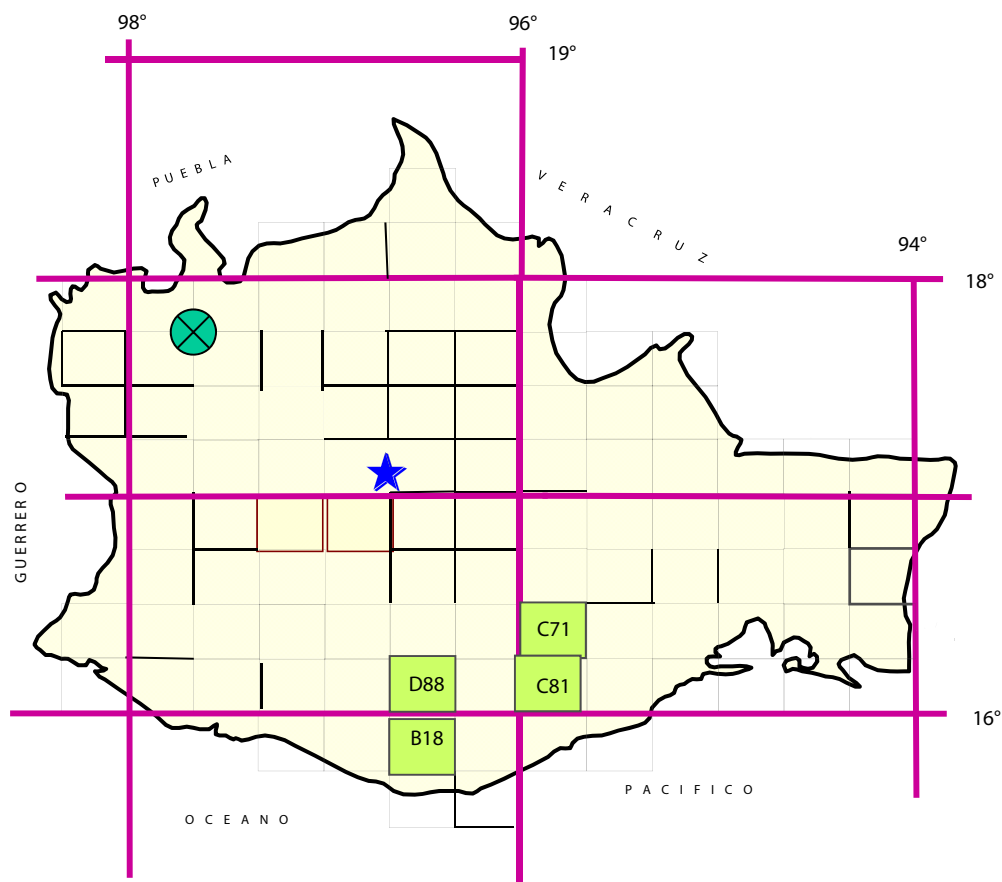 98°
96°
19°
PUEBLA
VERACRUZ
94°
18°
GUERRERO
C71
D88
C81
B18
16°
PACIFICO
OCEANO